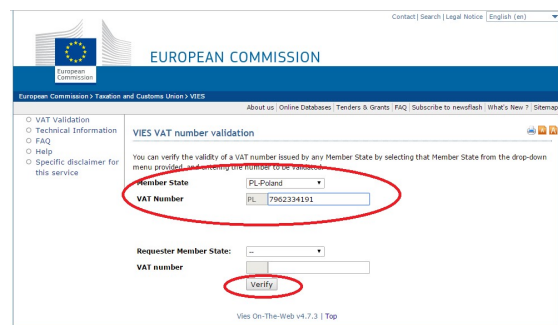 Contact | Search | Legal Notice English (en)
EUROPEAN COMMISSION
European
Commission
European Commission > Taxation and Customs Union > VIES
About us | Online Databases | Tenders & Grants | FAQ | Subscribe to newsflash | What's New ? | Sitemap
VAT Validation
Technical Information
FAQ
Help
Specific disclaimer for
this service
VIES VAT number validation
You can verify the validity of a VAT number issued by any Member State by selecting that Member State from the drop-down
menu provided, and entering the number to be validated.
Member State PL-Poland
VAT Number PL 7962334191
Requester Member State: --
VAT number
Verify
Vies On-The-Web v4.7.3 | Top